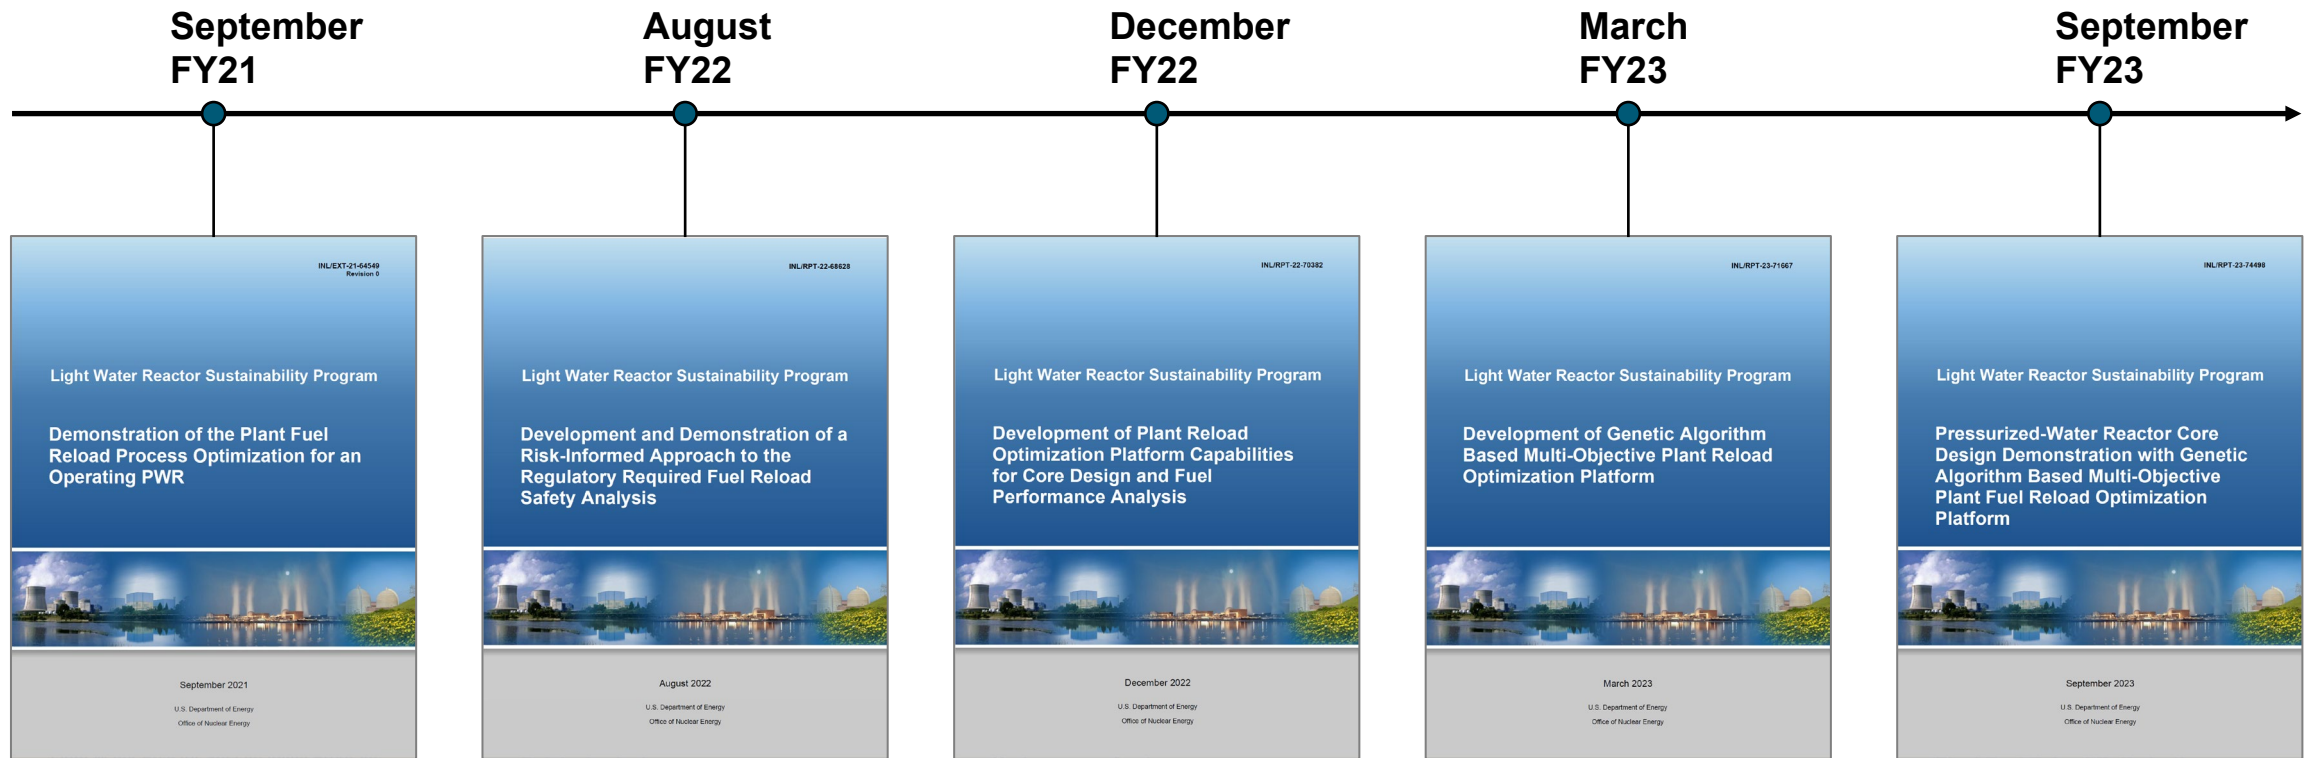 September
FY21
August
FY22
December
FY22
March
FY23
September
FY23
INL/EXT-21-64549
Revision 0
Light Water Reactor Sustainability Program
Demonstration of the Plant Fuel
Reload Process Optimization for an
Operating PWR
September 2021
U.S. Department of Energy
Office of Nuclear Energy
INL/RPT-22-68628
Light Water Reactor Sustainability Program
Development and Demonstration of a
Risk-Informed Approach to the
Regulatory Required Fuel Reload
Safety Analysis
August 2022
U.S. Department of Energy
Office of Nuclear Energy
INL/RPT-22-70382
Light Water Reactor Sustainability Program
Development of Plant Reload
Optimization Platform Capabilities
for Core Design and Fuel
Performance Analysis
December 2022
U.S. Department of Energy
Office of Nuclear Energy
INL/RPT-23-71667
Light Water Reactor Sustainability Program
Development of Genetic Algorithm
Based Multi-Objective Plant Reload
Optimization Platform
March 2023
U.S. Department of Energy
Office of Nuclear Energy
INL/RPT-23-74498
Light Water Reactor Sustainability Program
Pressurized-Water Reactor Core
Design Demonstration with Genetic
Algorithm Based Multi-Objective
Plant Fuel Reload Optimization
Platform
September 2023
U.S. Department of Energy
Office of Nuclear Energy